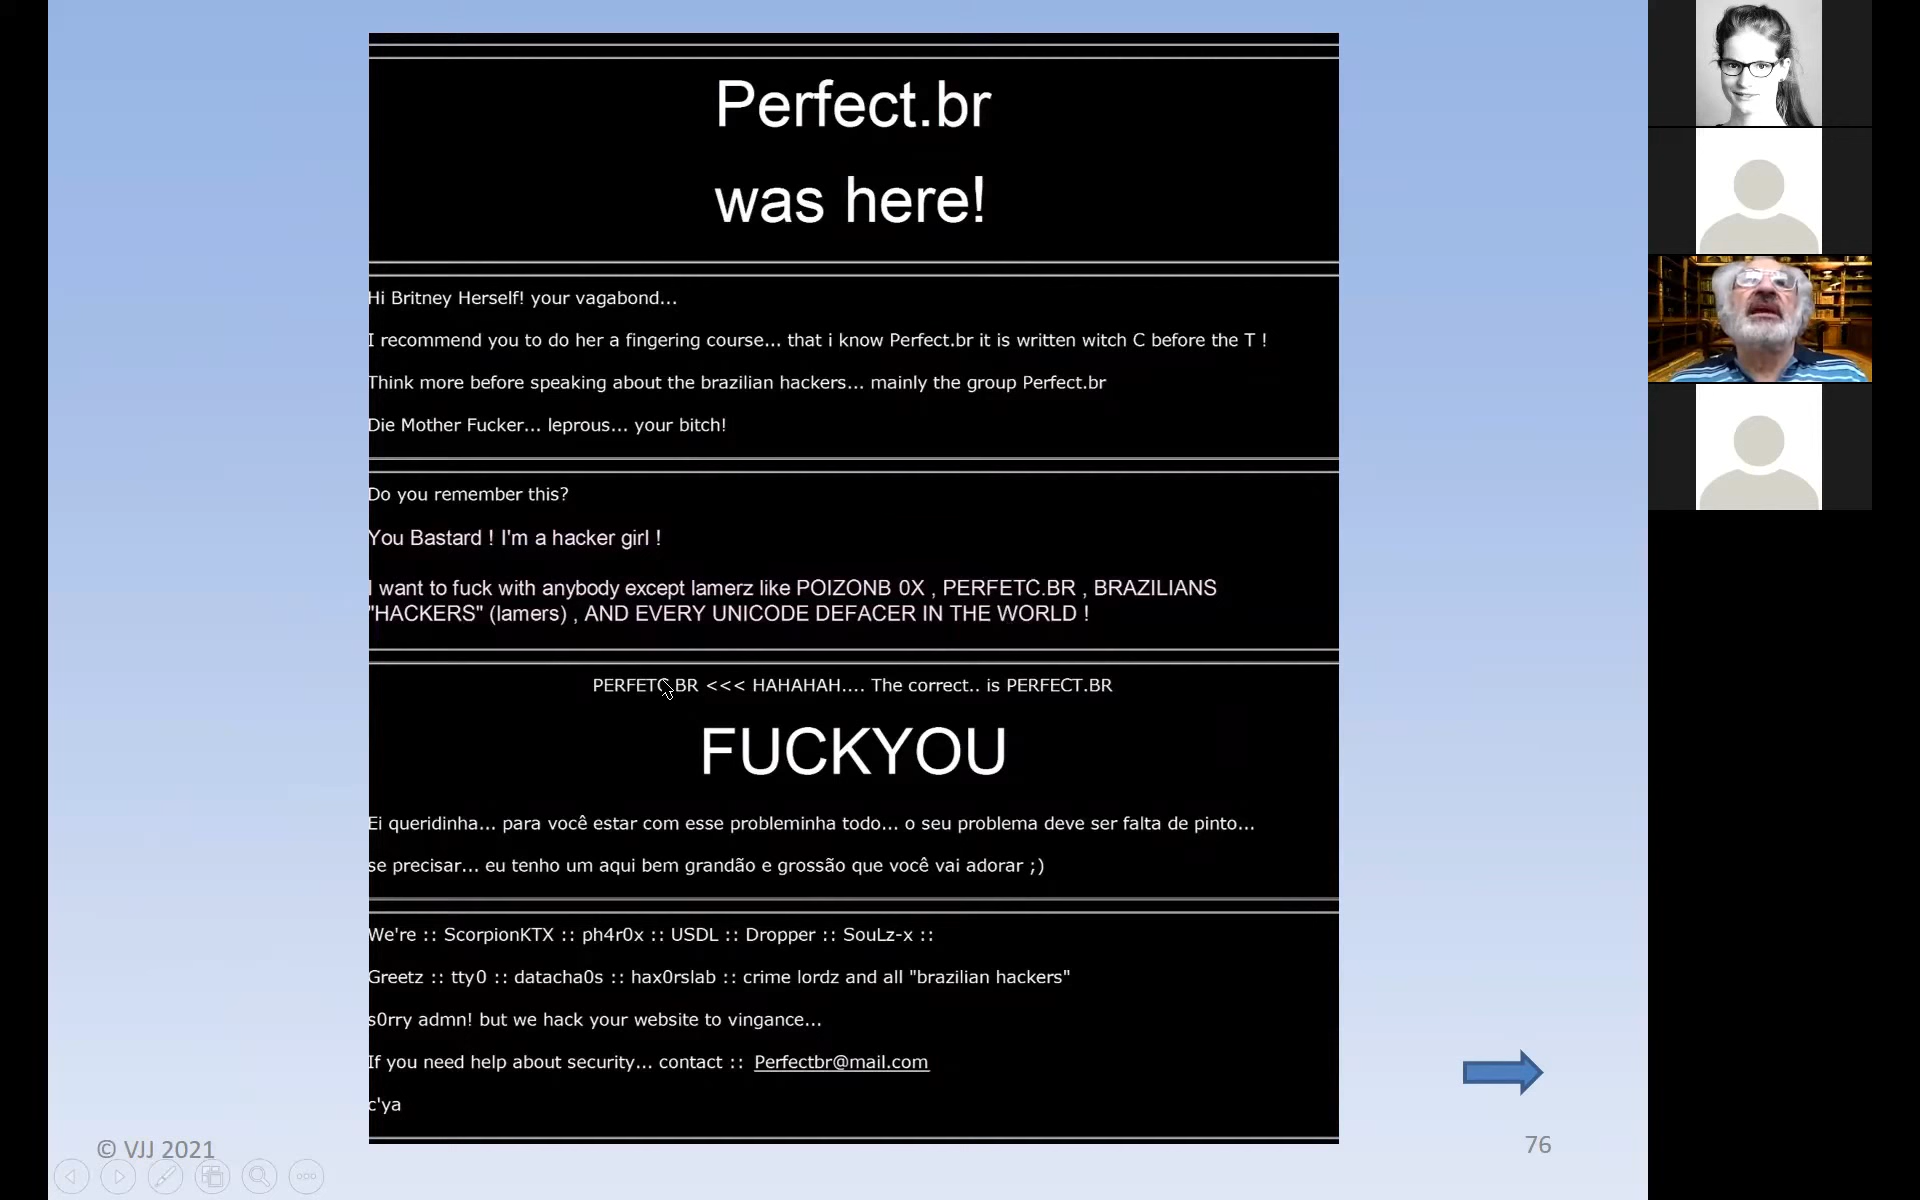 Perfect.br
was here!
Hi Britney Herself! your vagabond...
I recommend you to do her a fingering course... that i know Perfect.br it is written witch C before the T !
Think more before speaking about the brazilian hackers... mainly the group Perfect.br
Die Mother Fucker... leprous... your bitch!
Do you remember this?
You Bastard ! I'm a hacker girl !
I want to fuck with anybody except lamerz like POIZONB 0X , PERFETC.BR , BRAZILIANS
"HACKERS" (lamers) , AND EVERY UNICODE DEFACER IN THE WORLD !
PERFETC.BR <<< HAHAHAH.... The correct.. is PERFECT.BR
FUCKYOU
Ei queridinha... para você estar com esse probleminha todo... o seu problema deve ser falta de pinto...
se precisar... eu tenho um aqui bem grandão e grossão que você vai adorar ;)
We're :: ScorpionKTX :: ph4r0x :: USDL :: Dropper :: SouLz-x ::
Greetz :: tty0 :: datacha0s :: hax0rslab :: crime lordz and all "brazilian hackers"
s0rry admn! but we hack your website to vingance...
If you need help about security... contact :: Perfectbr@mail.com
c'ya
© VJJ 2021
76